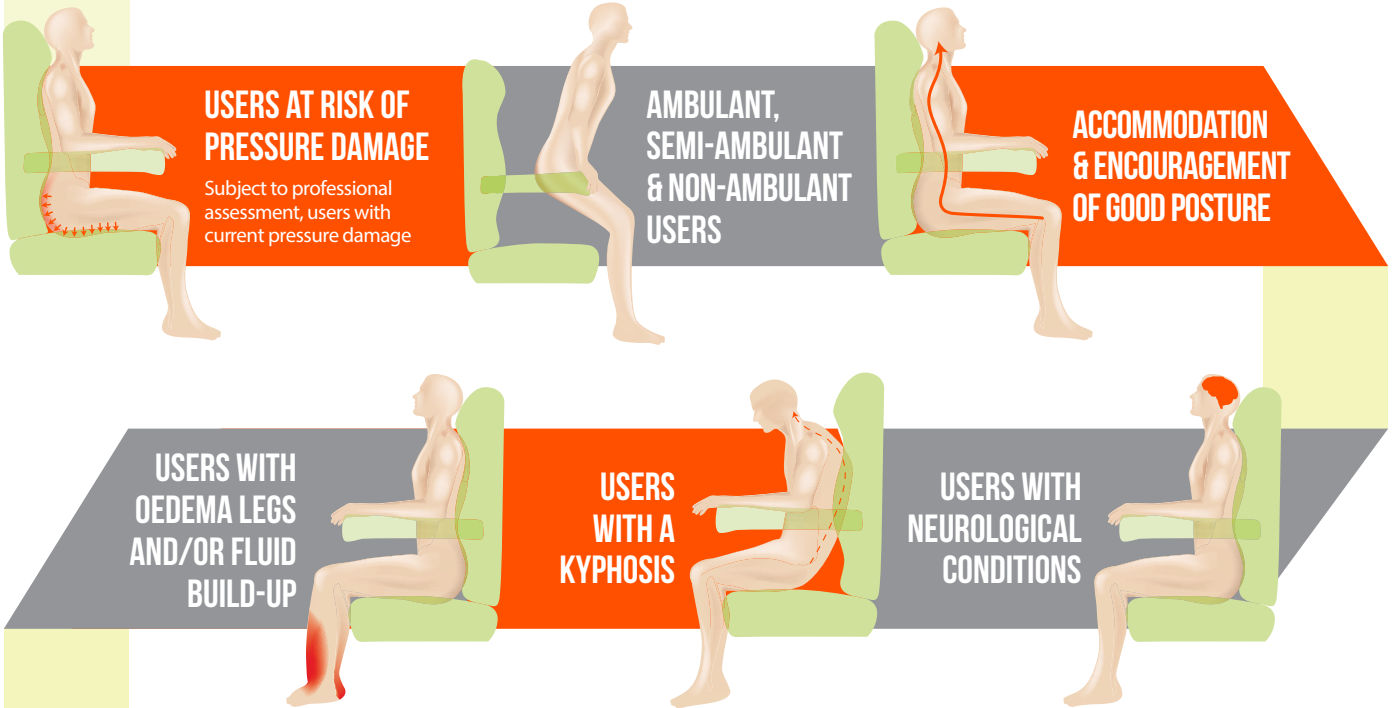 USERS AT RISK OF
PRESSURE DAMAGE
Subject to professional
assessment, users with
current pressure damage
AMBULANT,
SEMI-AMBULANT
& NON-AMBULANT
USERS
ACCOMMODATION
& ENCOURAGEMENT
OF GOOD POSTURE
USERS WITH
OEDEMA LEGS
AND/OR FLUID
BUILD-UP
USERS
WITH A
KYPHOSIS
USERS WITH
NEUROLOGICAL
CONDITIONS